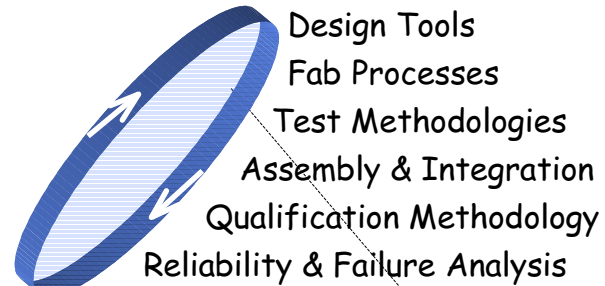 Design Tools
Fab Processes
Test Methodologies
Assembly & Integration
Qualification Methodology
Reliability & Failure Analysis